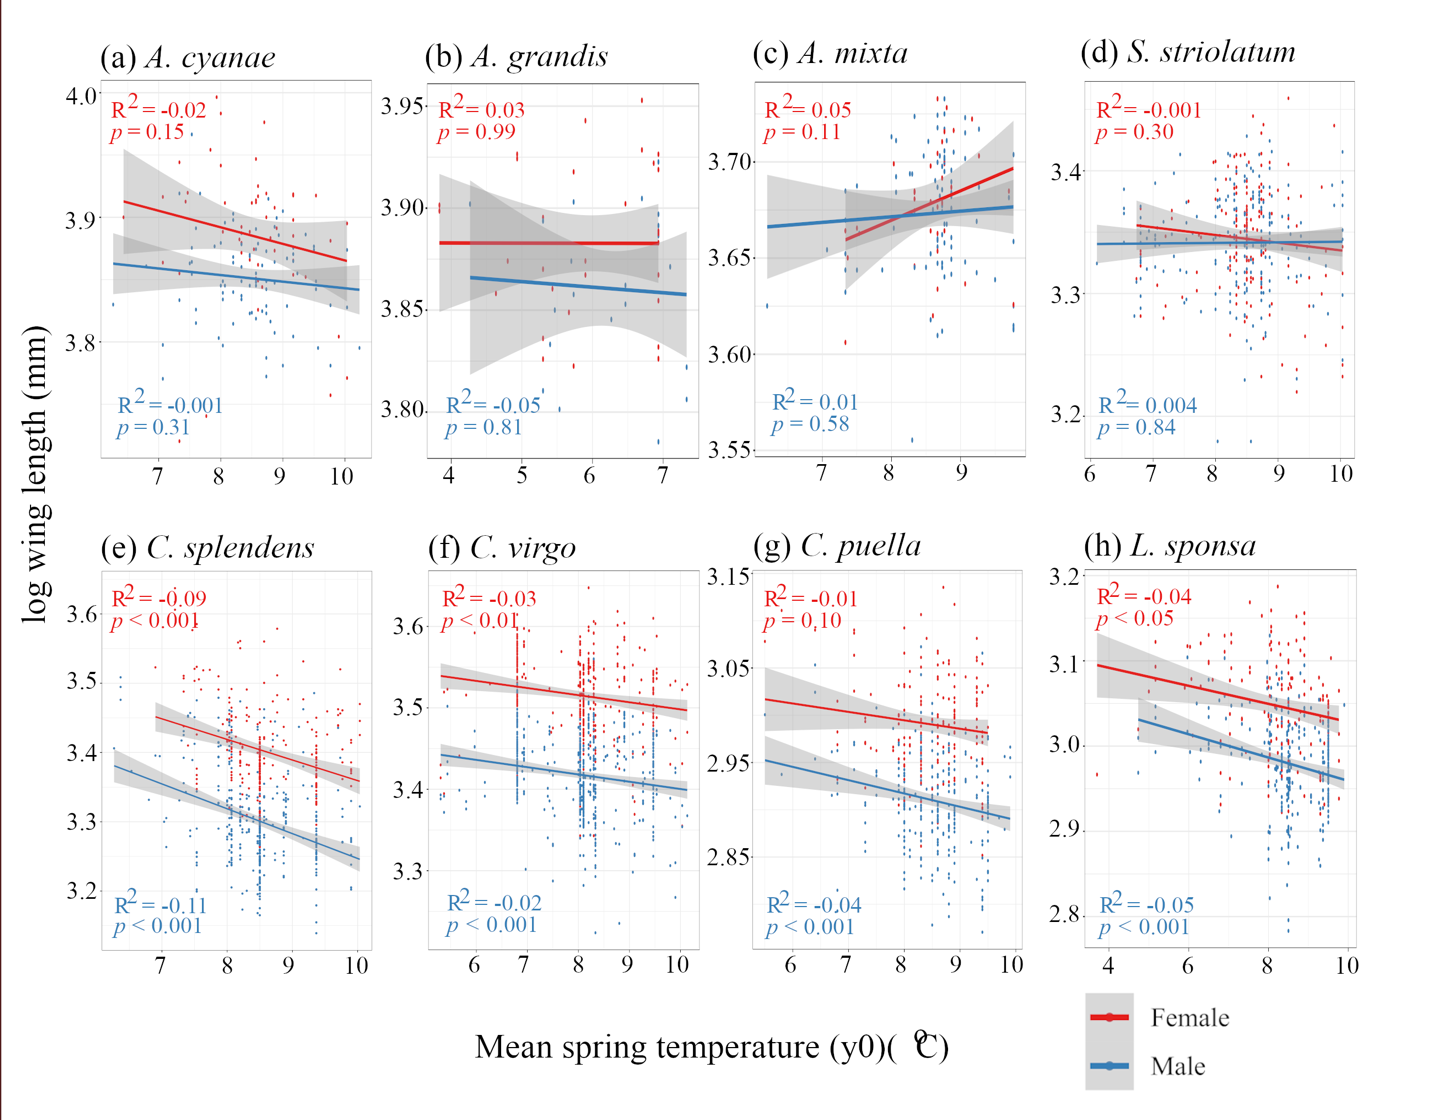 (a) A. cyanae
(b) A. grandis
(c) A. mixta
(d) S. striolatum
R2 = -0.02
p = 0.15
R2 = -0.001
p = 0.31
4.0
3.9
3.8
7 8 9 10
R2 = 0.03
p = 0.99
R2 = -0.05
p = 0.81
3.95
3.90
3.85
3.80
4 5 6 7
R2 = 0.05
p = 0.11
R2 = 0.01
p = 0.58
3.70
3.65
3.60
3.55
7 8 9
R2 = -0.001
p = 0.30
R2 = 0.004
p = 0.84
3.4
3.3
3.2
6 7 8 9 10
log wing length (mm)
(e) C. splendens
(f) C. virgo
(g) C. puella
(h) L. sponsa
R2 = -0.09
p < 0.001
R2 = -0.11
p < 0.001
3.6
3.5
3.4
3.3
3.2
7 8 9 10
R2 = -0.03
p < 0.01
R2 = -0.02
p < 0.001
3.6
3.5
3.4
3.3
6 7 8 9 10
R2 = -0.01
p = 0.10
R2 = -0.04
p < 0.001
3.15
3.05
2.95
2.85
6 7 8 9 10
R2 = -0.04
p < 0.05
R2 = -0.05
p < 0.001
3.2
3.1
3.0
2.9
2.8
4 6 8 10
Mean spring temperature (y0)( ºC)
Female
Male